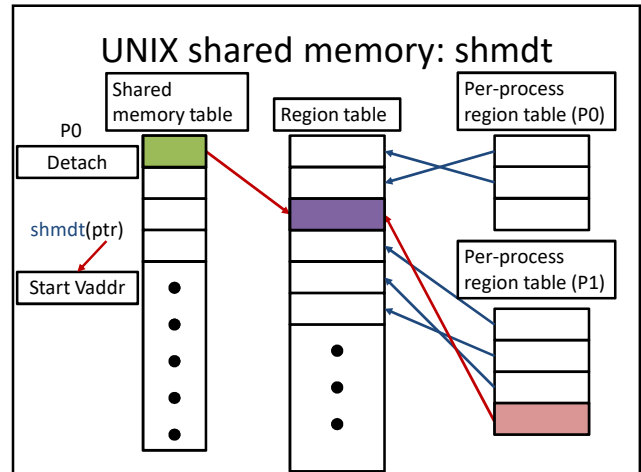 UNIX shared memory: shmdt
Shared
memory table
Region table
Per-process
region table (P0)
P0
Detach
shmdt(ptr)
Start Vaddr
Per-process
region table (P1)